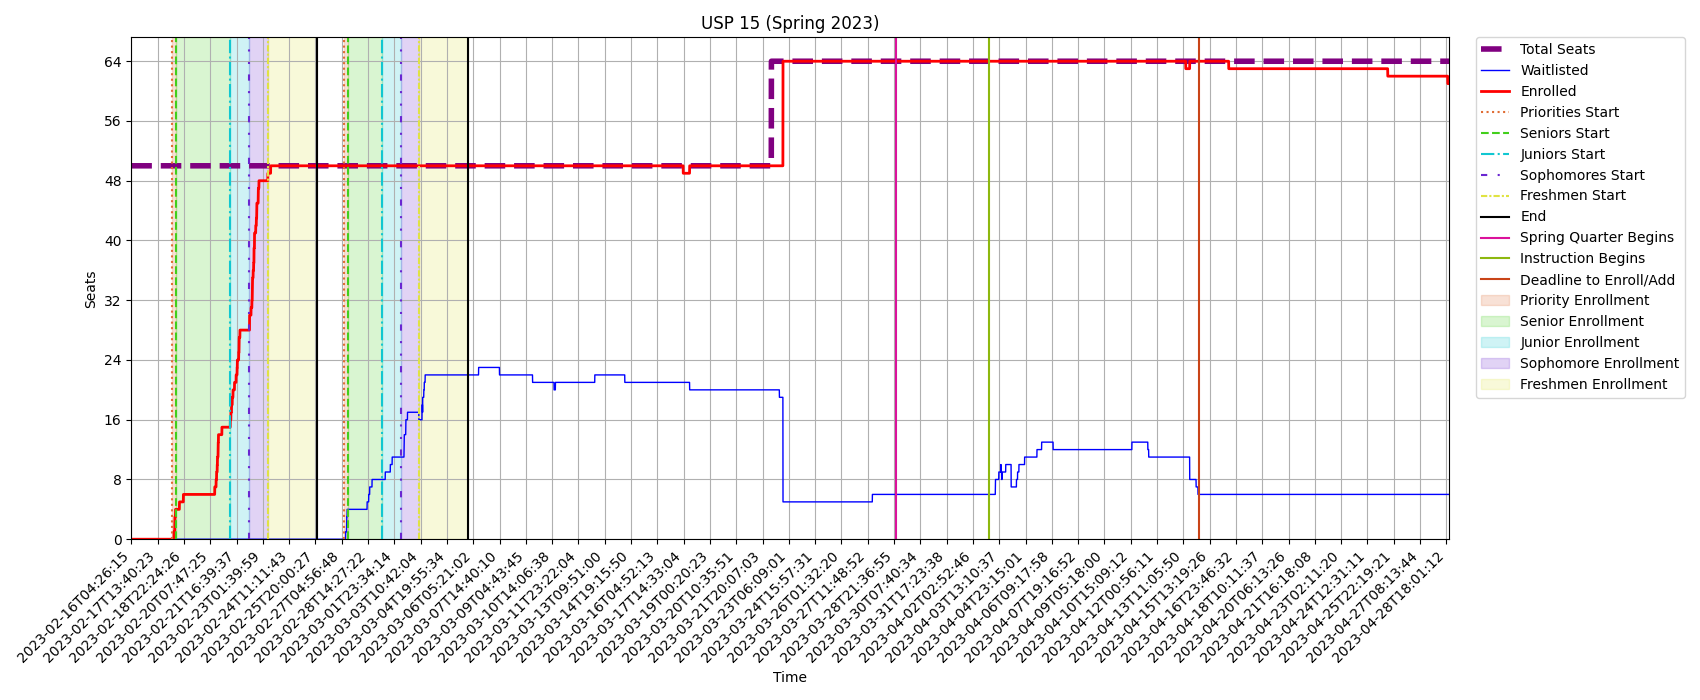 USP 15 (Spring 2023)
64
56
48
40
32
24
16
8
0
Seats
2023-02-16T04:26:15
2023-02-17T13:40:23
2023-02-18T22:24:26
2023-02-20T07:47:25
2023-02-21T16:39:37
2023-02-23T01:39:59
2023-02-24T11:11:43
2023-02-25T20:00:27
2023-02-27T04:56:48
2023-02-28T14:27:22
2023-03-01T23:34:14
2023-03-03T10:42:04
2023-03-04T19:55:34
2023-03-06T05:21:02
2023-03-07T14:40:10
2023-03-09T04:43:45
2023-03-10T14:06:38
2023-03-11T23:22:04
2023-03-13T09:51:00
2023-03-14T19:15:50
2023-03-16T04:52:13
2023-03-17T14:33:04
2023-03-19T00:20:23
2023-03-20T10:35:51
2023-03-21T20:07:03
2023-03-23T06:09:01
2023-03-24T15:57:31
2023-03-26T01:32:20
2023-03-27T11:48:52
2023-03-28T21:36:55
2023-03-30T07:40:34
2023-03-31T17:23:38
2023-04-02T02:52:46
2023-04-03T13:10:37
2023-04-04T23:15:01
2023-04-06T09:17:58
2023-04-07T19:16:52
2023-04-09T05:18:00
2023-04-10T15:09:12
2023-04-12T00:56:11
2023-04-13T11:05:50
2023-04-15T13:19:26
2023-04-16T23:46:32
2023-04-18T10:11:37
2023-04-20T06:13:26
2023-04-21T16:18:08
2023-04-23T02:11:20
2023-04-24T12:31:11
2023-04-25T22:19:21
2023-04-27T08:13:44
2023-04-28T18:01:12
Time
Total Seats
Waitlisted
Enrolled
Priorities Start
Seniors Start
Juniors Start
Sophomores Start
Freshmen Start
End
Spring Quarter Begins
Instruction Begins
Deadline to Enroll/Add
Priority Enrollment
Senior Enrollment
Junior Enrollment
Sophomore Enrollment
Freshmen Enrollment